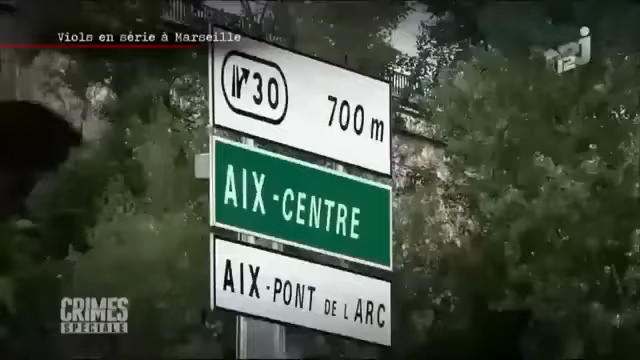 Viols en série à Marseille
NRJ
12
30
700 m
AIX-CENTRE
AIX-PONT DE L'ARC
CRIMES
SPÉCIALE